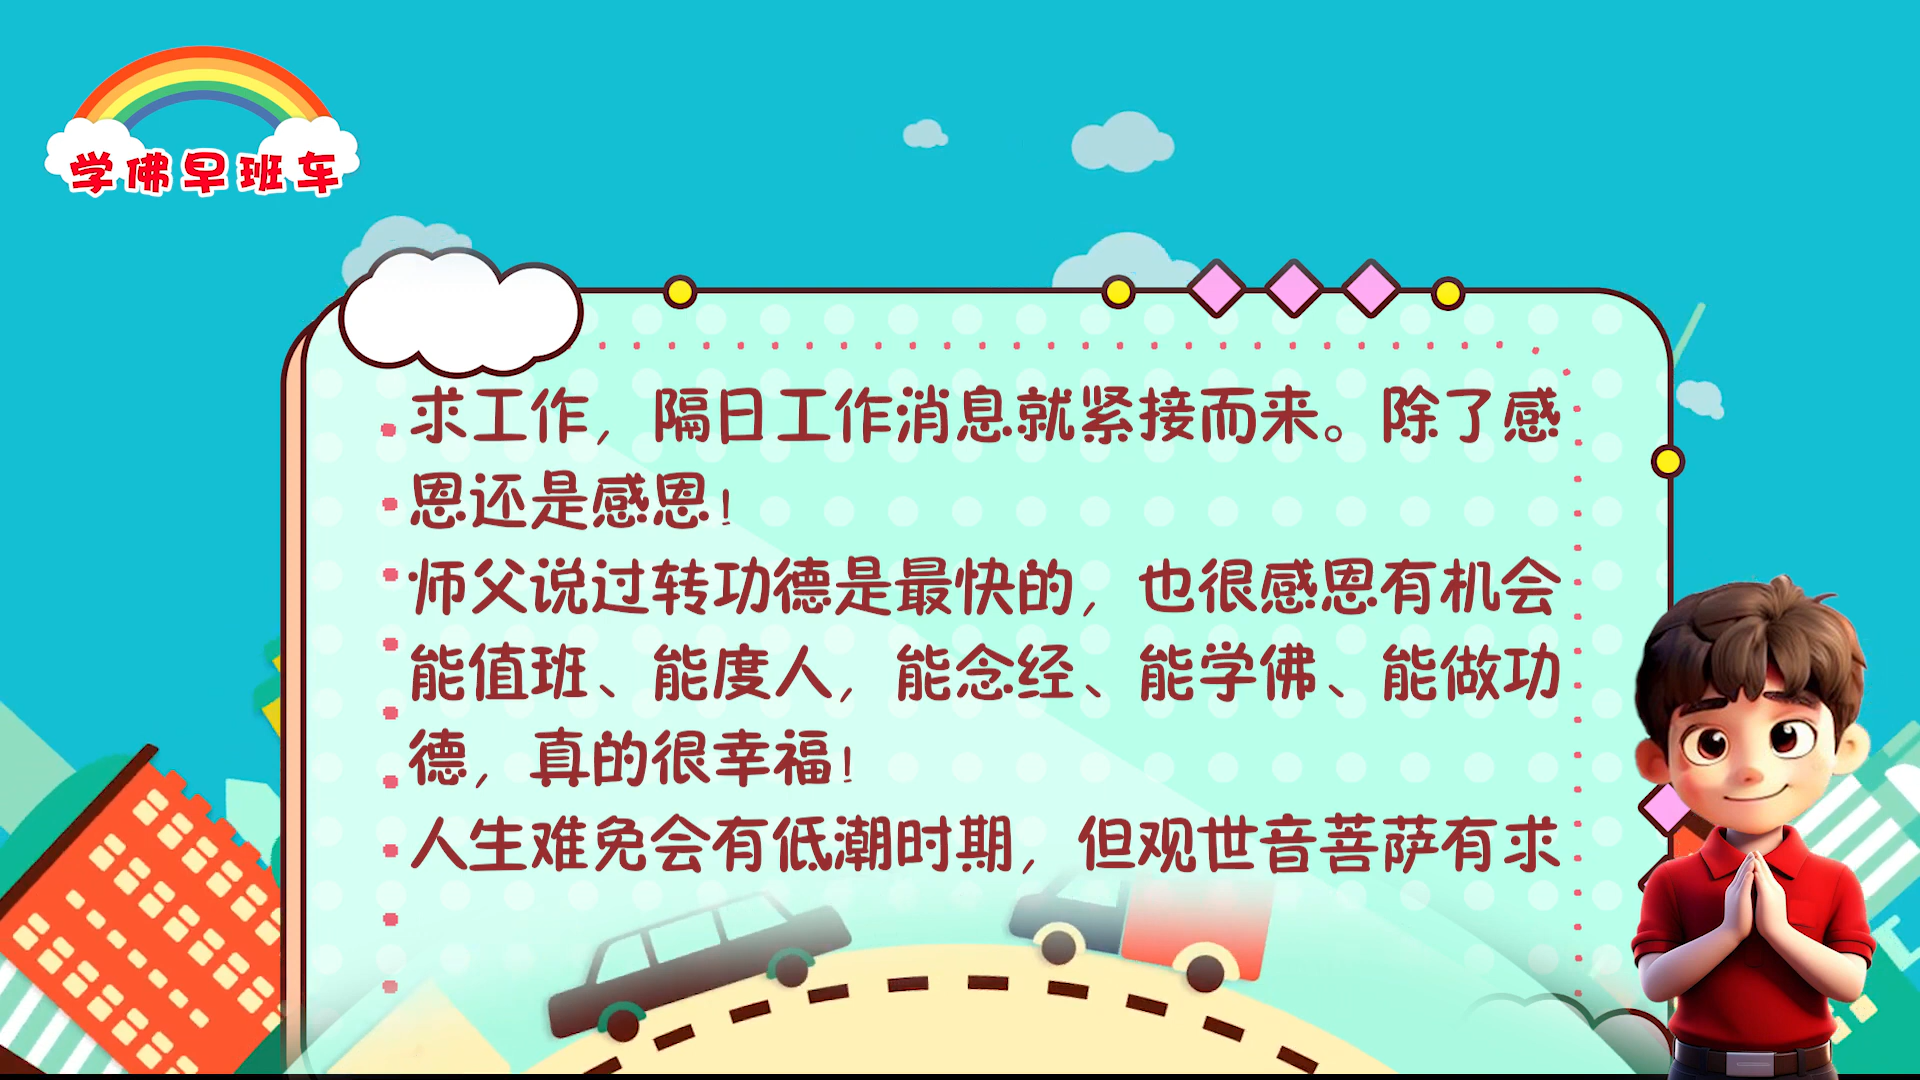 学佛早班车
求工作，隔日工作消息就紧接而来。除了感
恩还是感恩！
师父说过转功德是最快的，也很感恩有机会
能值班、能度人，能念经、能学佛、能做功
德，真的很幸福！
人生难免会有低潮时期，但观世音菩萨有求